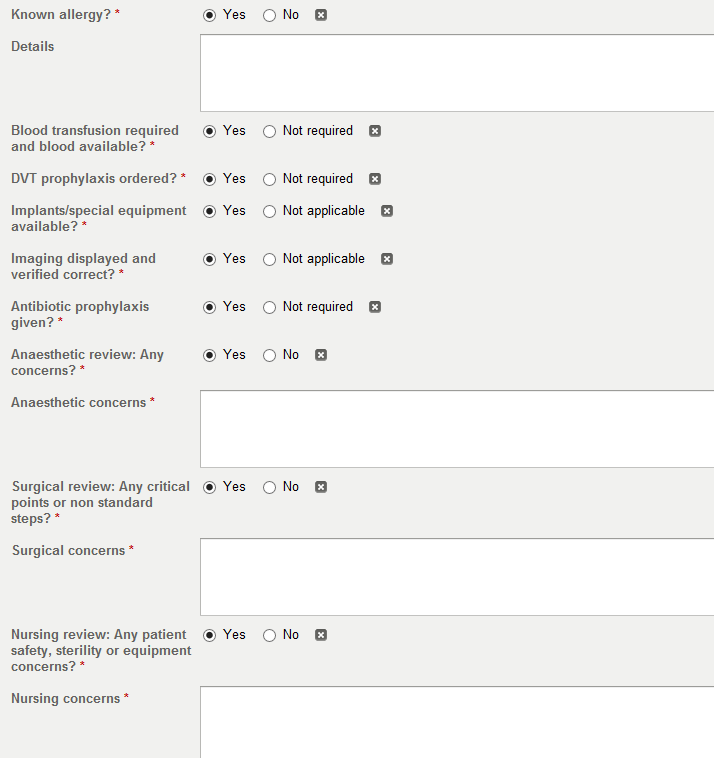 Known allergy? * Yes No
Details
Blood transfusion required Yes Not required
and blood available? *
DVT prophylaxis ordered? * Yes Not required
Implants/special equipment Yes Not applicable
available? *
Imaging displayed and Yes Not applicable
verified correct? *
Antibiotic prophylaxis Yes Not required
given? *
Anaesthetic review: Any Yes No
concerns? *
Anaesthetic concerns *
Surgical review: Any critical Yes No
points or non standard
steps? *
Surgical concerns *
Nursing review: Any patient Yes No
safety, sterility or equipment
concerns? *
Nursing concerns *